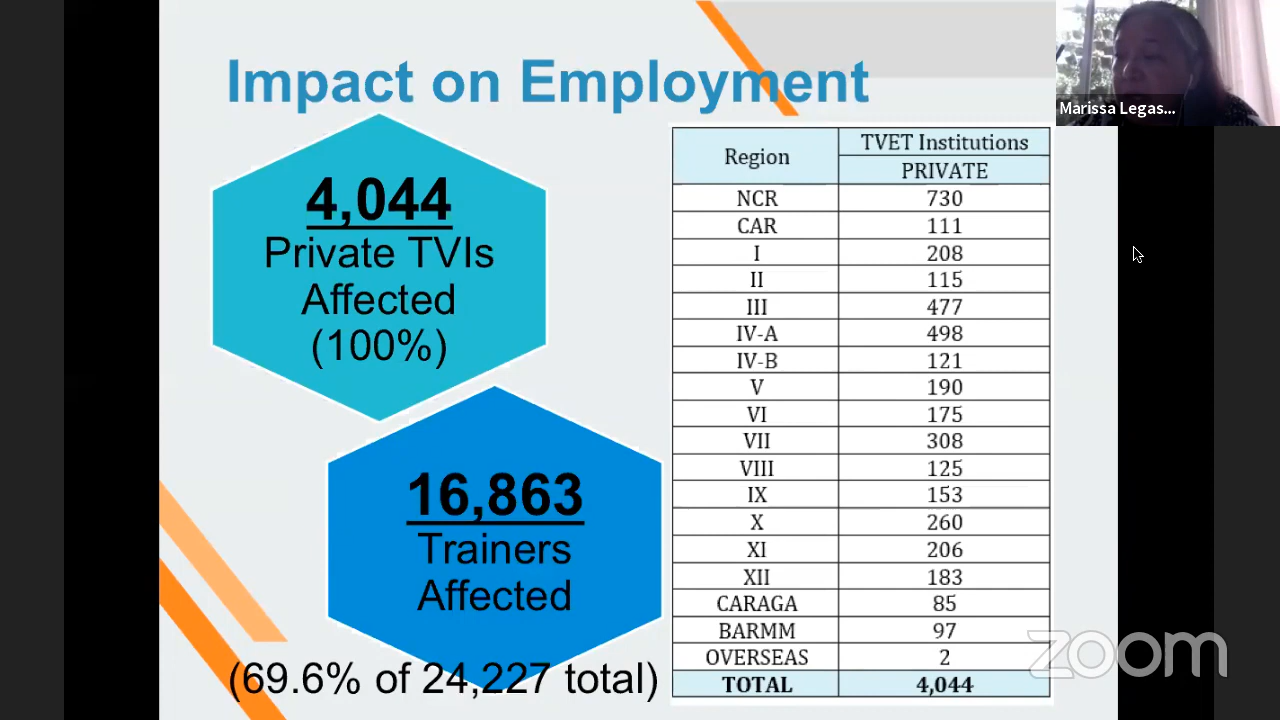 Impact on Employment
4,044
Private TVIs
Affected
(100%)
16,863
Trainers
Affected
(69.6% of 24,227 total)
Region TVET Institutions
PRIVATE
NCR 730
CAR 111
I 208
II 115
III 477
IV-A 498
IV-B 121
V 190
VI 175
VII 308
VIII 125
IX 153
X 260
XI 206
XII 183
CARAGA 85
BARMM 97
OVERSEAS 2
TOTAL 4,044
Marissa Legas...
zoom